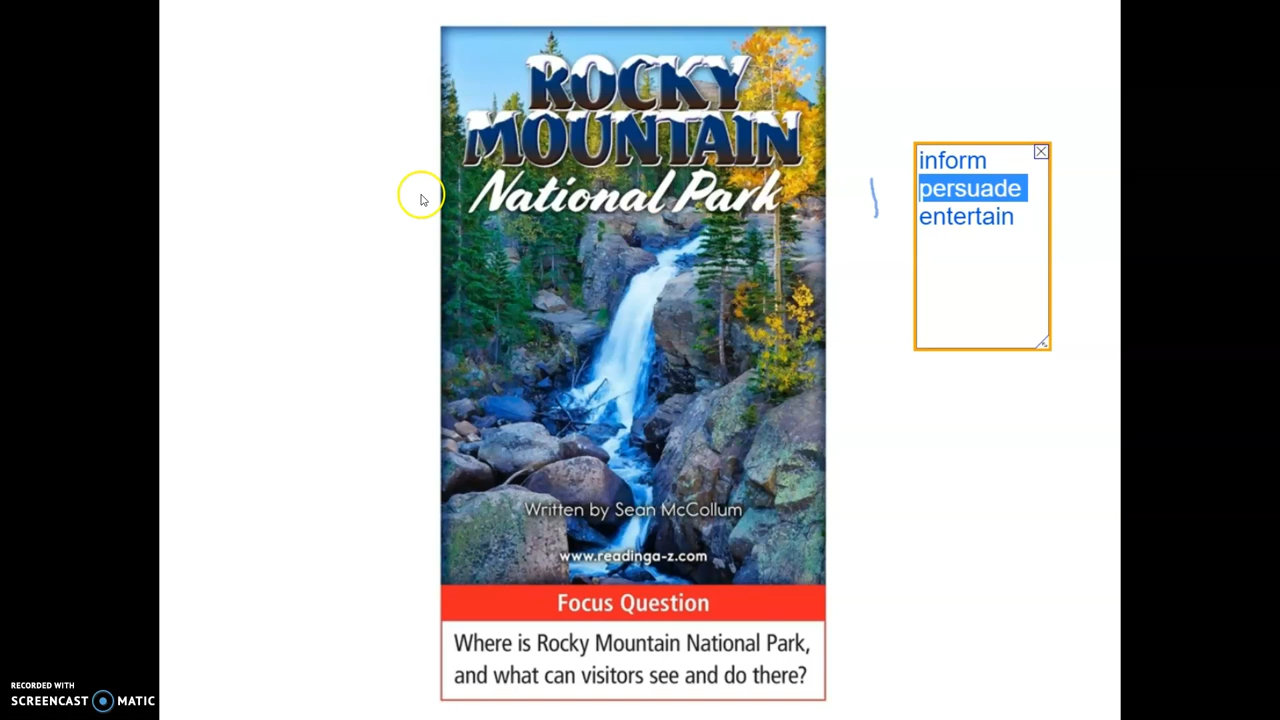 ROCKY
MOUNTAIN
National Park
Written by Sean McCollum
www.readinga-z.com
Focus Question
Where is Rocky Mountain National Park,
and what can visitors see and do there?
inform
persuade
entertain
RECORDED WITH
SCREENCAST MATIC